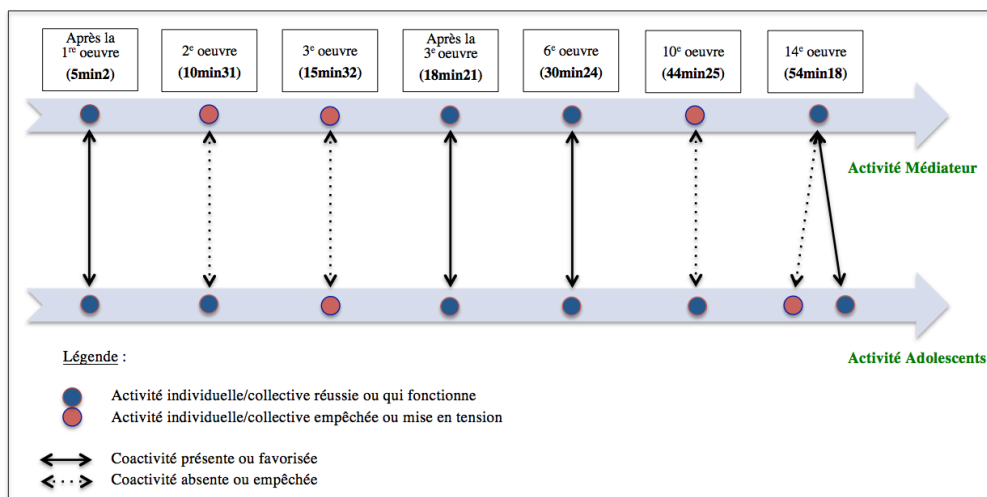 Après la
1re oeuvre
(5min2)
2e oeuvre
(10min31)
3e oeuvre
(15min32)
Après la
3e oeuvre
(18min21)
6e oeuvre
(30min24)
10e oeuvre
(44min25)
14e oeuvre
(54min18)
Activité Médiateur
Activité Adolescents
Légende :
Activité individuelle/collective réussie ou qui fonctionne
Activité individuelle/collective empêchée ou mise en tension
Coactivité présente ou favorisée
Coactivité absente ou empêchée